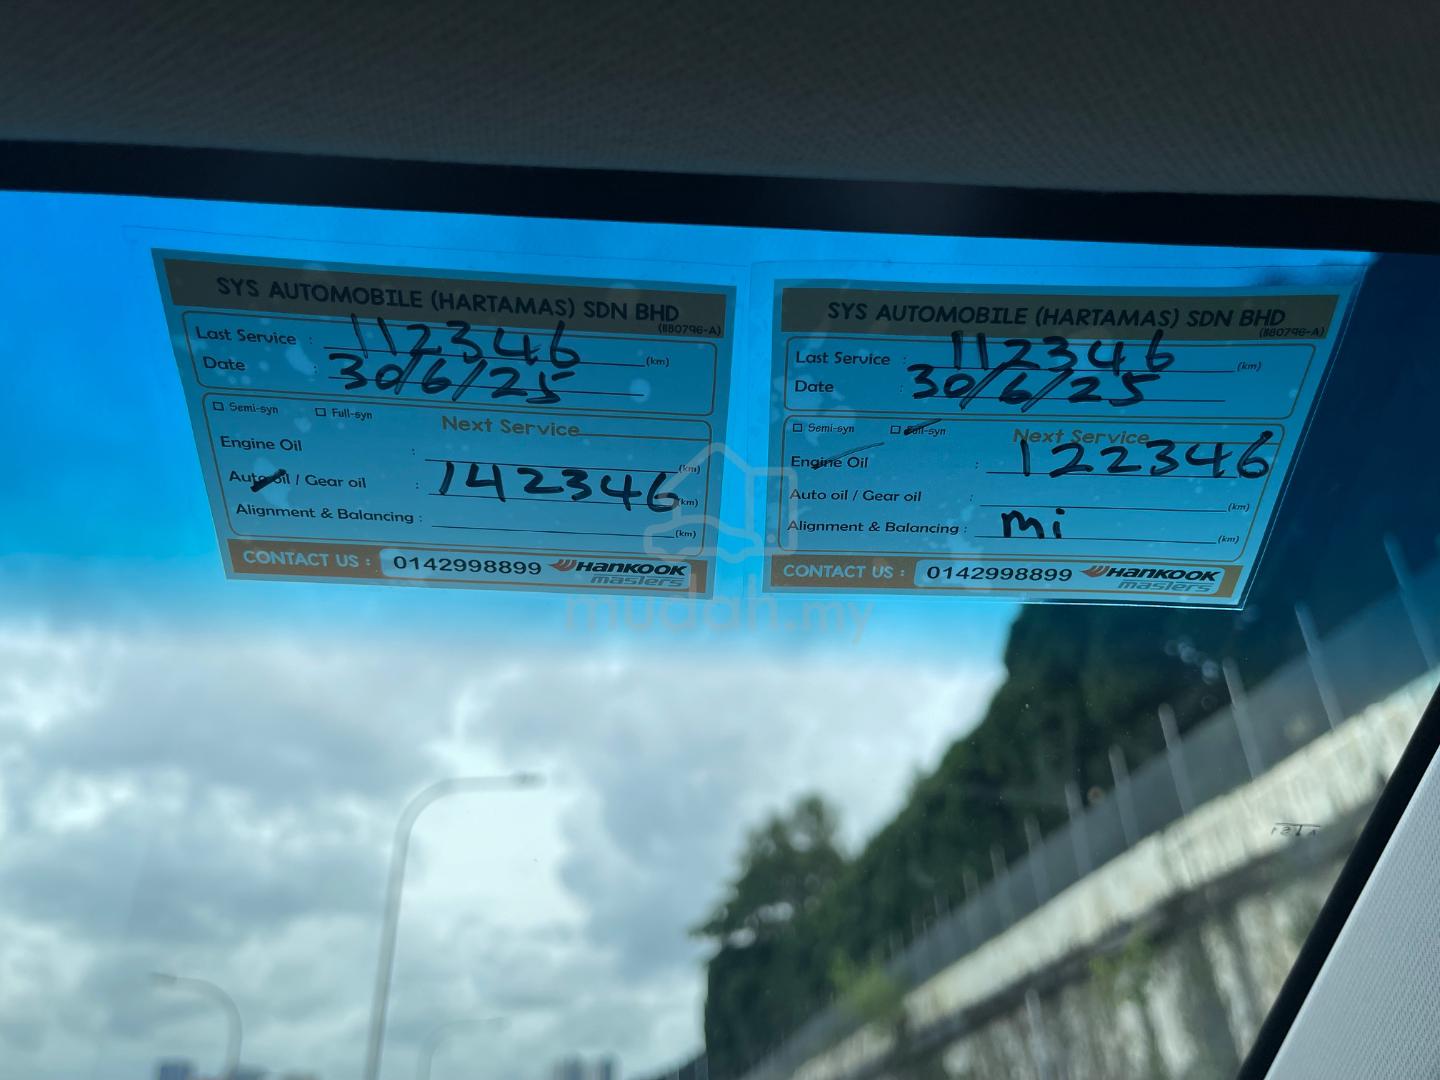 SYS AUTOMOBILE (HARTAMAS) SDN BHD
(880796-A)
Last Service : 112346 (km)
Date : 30/6/25
Semi-syn Full-syn
Next Service
Engine Oil : (km)
Auto oil / Gear oil : 142346 (km)
Alignment & Balancing : (km)
CONTACT US : 0142998899 HANKOOK masters
SYS AUTOMOBILE (HARTAMAS) SDN BHD
(880796-A)
Last Service : 112346 (km)
Date : 30/6/25
Semi-syn Full-syn
Next Service
Engine Oil : 122346
Auto oil / Gear oil : (km)
Alignment & Balancing : mi (km)
CONTACT US : 0142998899 HANKOOK masters
mudah.my